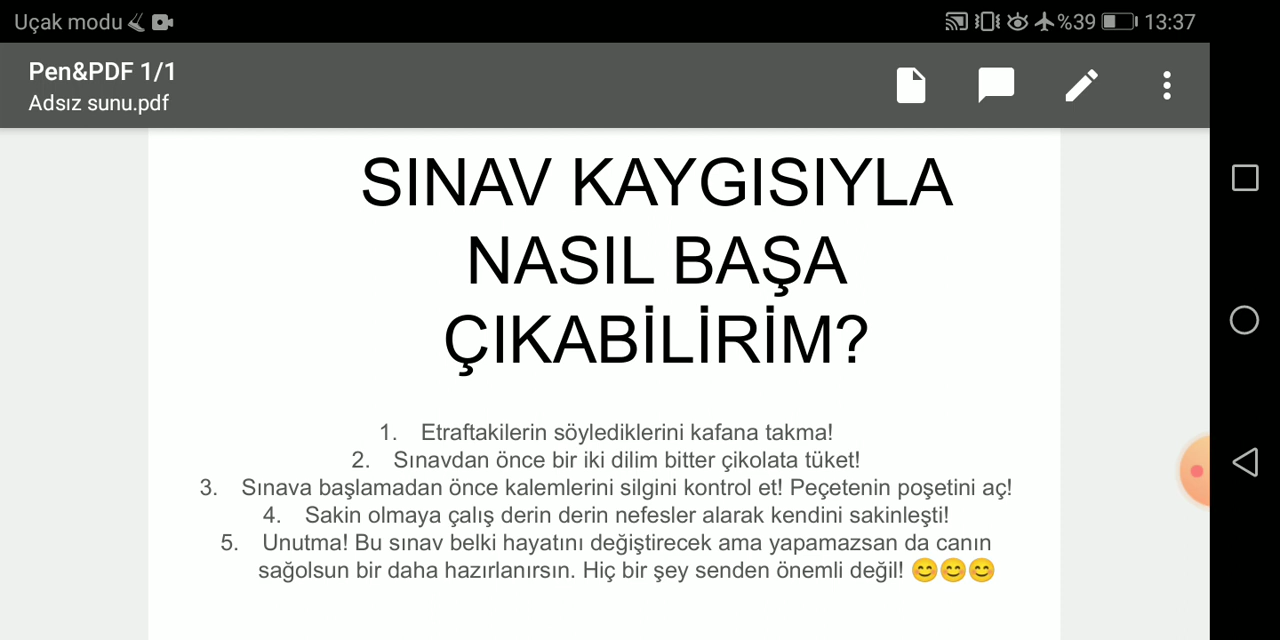 Uçak modu
%39 13:37
Pen&PDF 1/1
Adsız sunu.pdf
SINAV KAYGISIYLA
NASIL BAŞA
ÇIKABİLİRİM?
1. Etraftakilerin söylediklerini kafana takma!
2. Sınavdan önce bir iki dilim bitter çikolata tüket!
3. Sınava başlamadan önce kalemlerini silgini kontrol et! Peçetenin poşetini aç!
4. Sakin olmaya çalış derin derin nefesler alarak kendini sakinleşti!
5. Unutma! Bu sınav belki hayatını değiştirecek ama yapamazsan da canın
sağolsun bir daha hazırlanırsın. Hiç bir şey senden önemli değil! 😊😊😊